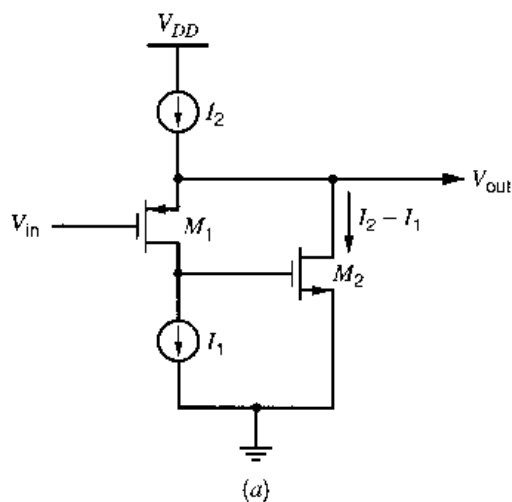 V_DD
I_2
V_out
V_in
M_1
I_2 − I_1
M_2
I_1
(a)